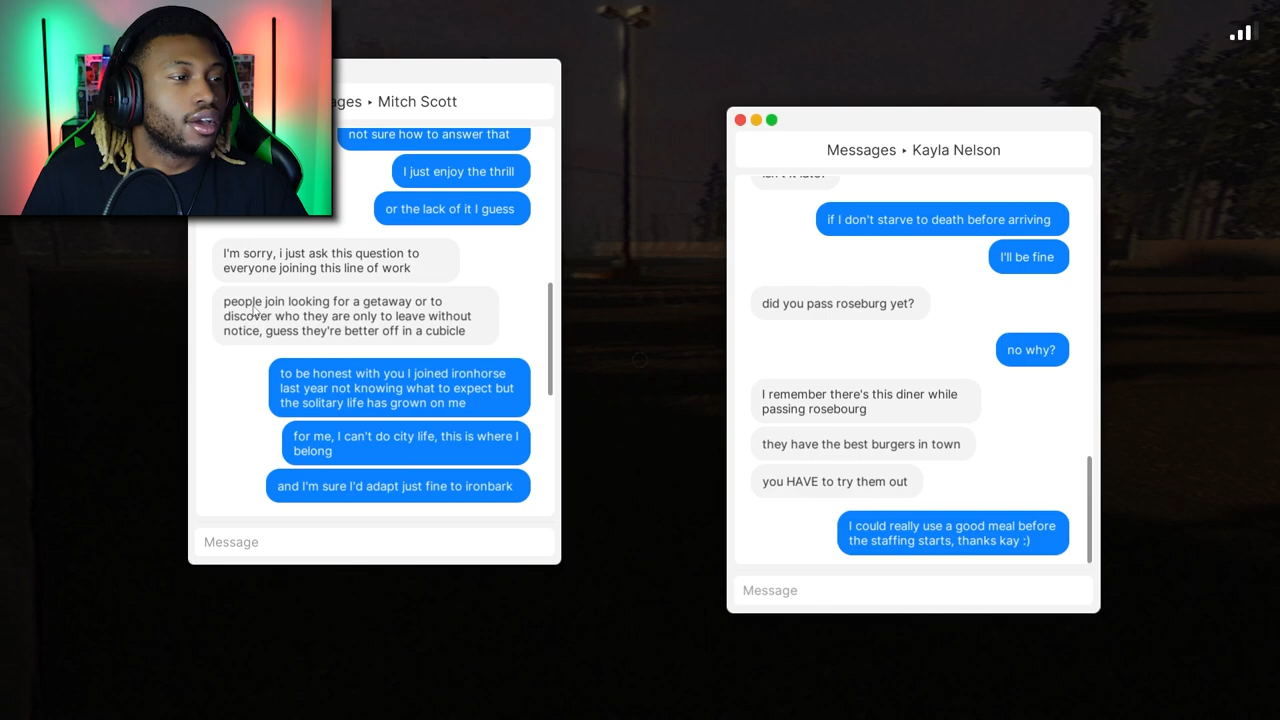 ages ▸ Mitch Scott
not sure how to answer that
I just enjoy the thrill
or the lack of it I guess
I'm sorry, i just ask this question to
everyone joining this line of work
people join looking for a getaway or to
discover who they are only to leave without
notice, guess they're better off in a cubicle
to be honest with you I joined ironhorse
last year not knowing what to expect but
the solitary life has grown on me
for me, I can't do city life, this is where I
belong
and I'm sure I'd adapt just fine to ironbark
Message
Messages ▸ Kayla Nelson
isn't it late?
if I don't starve to death before arriving
I'll be fine
did you pass roseburg yet?
no why?
I remember there's this diner while
passing rosebourg
they have the best burgers in town
you HAVE to try them out
I could really use a good meal before
the staffing starts, thanks kay :)
Message